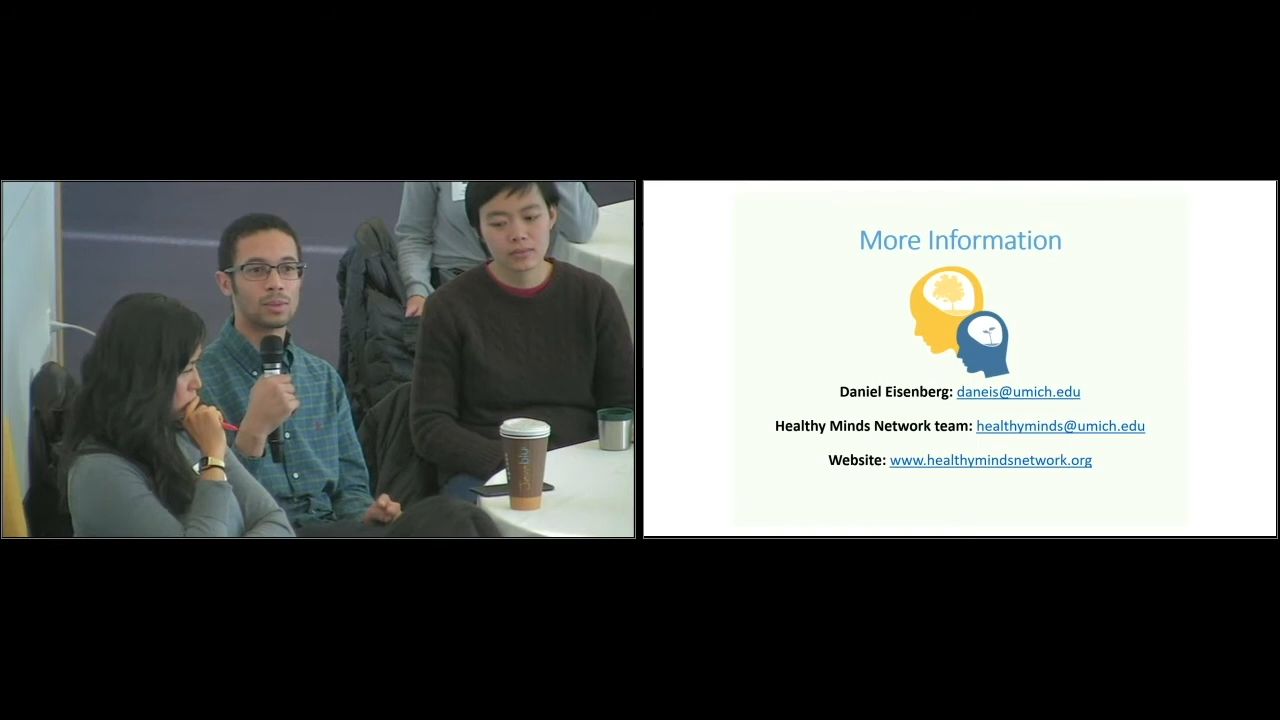 More Information
Daniel Eisenberg: daneis@umich.edu
Healthy Minds Network team: healthyminds@umich.edu
Website: www.healthymindsnetwork.org